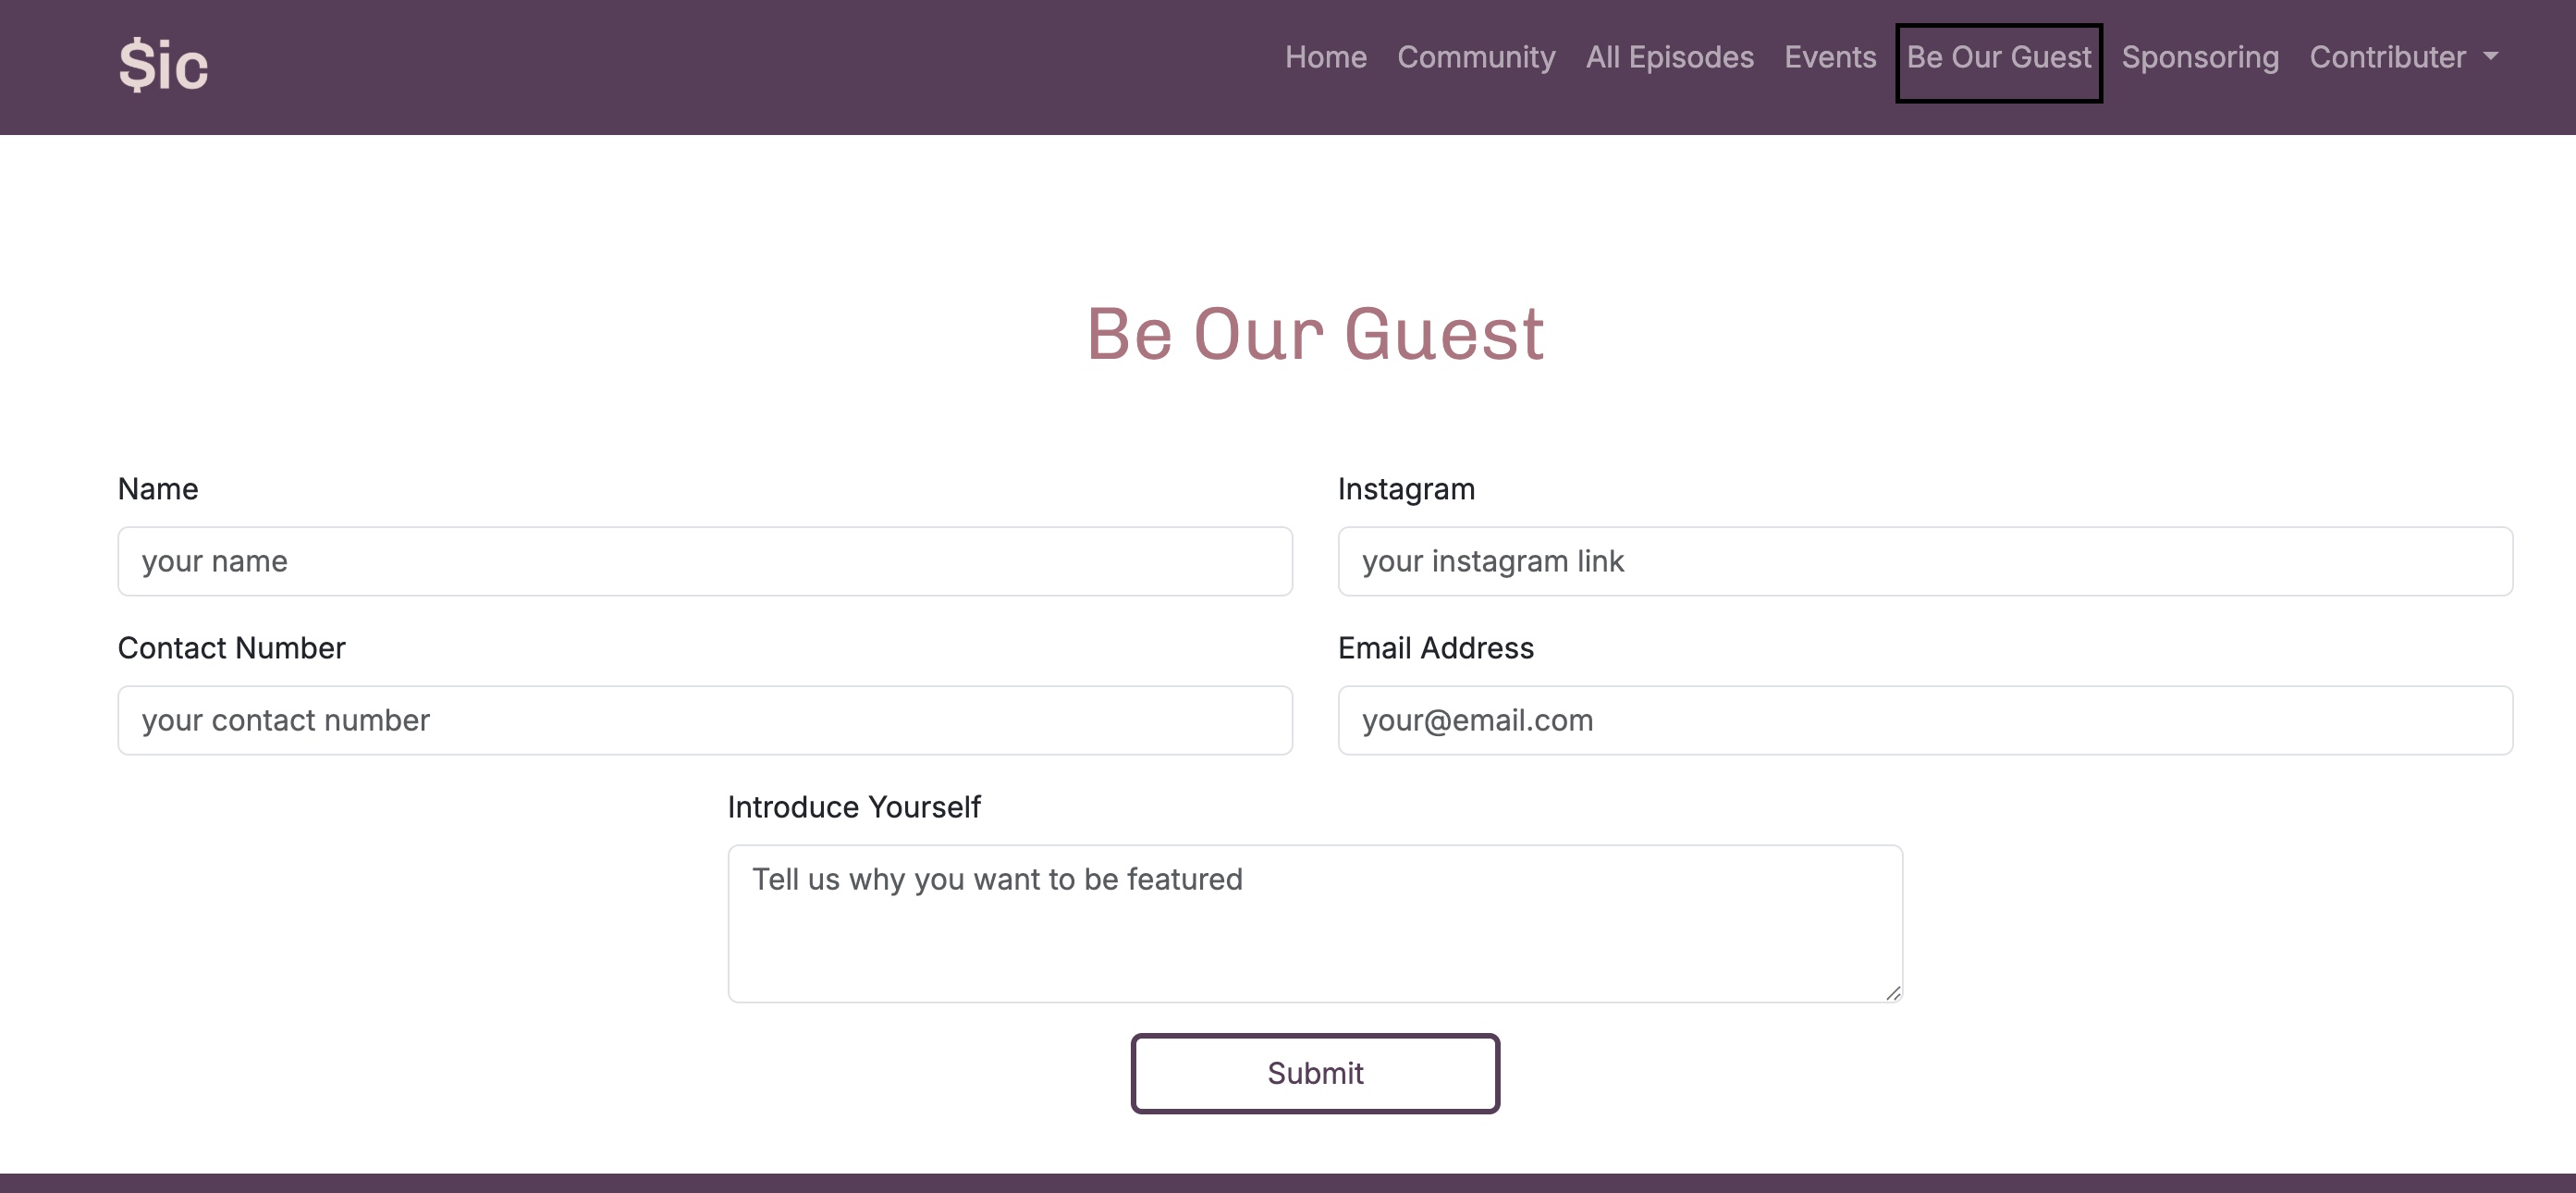 $ic
Home Community All Episodes Events Be Our Guest Sponsoring Contributer
Be Our Guest
Name
your name
Instagram
your instagram link
Contact Number
your contact number
Email Address
your@email.com
Introduce Yourself
Tell us why you want to be featured
Submit